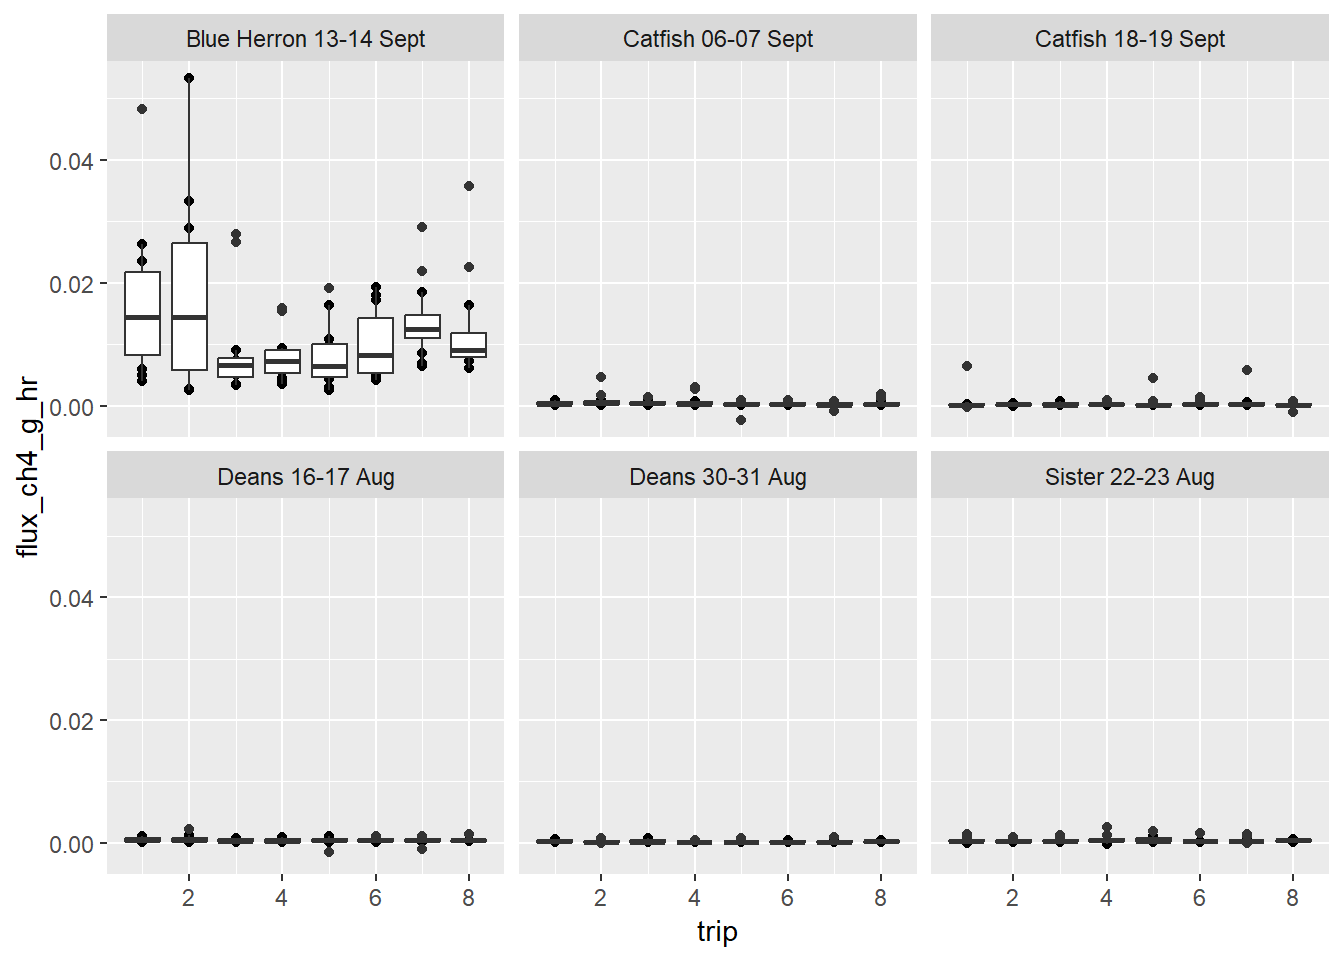 Blue Herron 13-14 Sept
Catfish 06-07 Sept
Catfish 18-19 Sept
0.04
0.02
0.00
flux_ch4_g_hr
Deans 16-17 Aug
Deans 30-31 Aug
Sister 22-23 Aug
0.04
0.02
0.00
2 4 6 8
2 4 6 8
2 4 6 8
trip